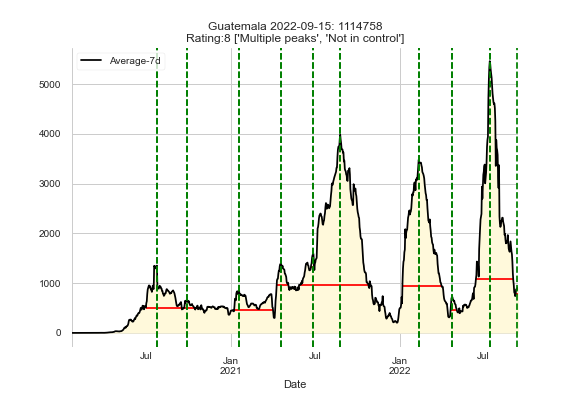 Guatemala 2022-09-15: 1114758
Rating:8 ['Multiple peaks', 'Not in control']
Average-7d
5000
4000
3000
2000
1000
0
Jul
Jan
2021
Jul
Jan
2022
Jul
Date